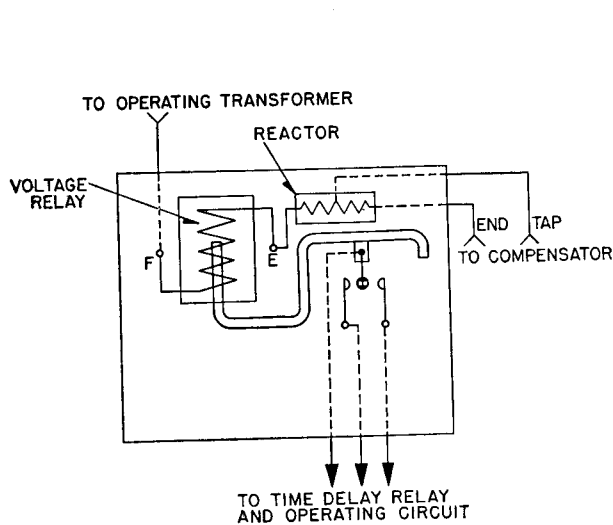 TO OPERATING TRANSFORMER
REACTOR
VOLTAGE
RELAY
END TAP
TO COMPENSATOR
F
E
TO TIME DELAY RELAY
AND OPERATING CIRCUIT